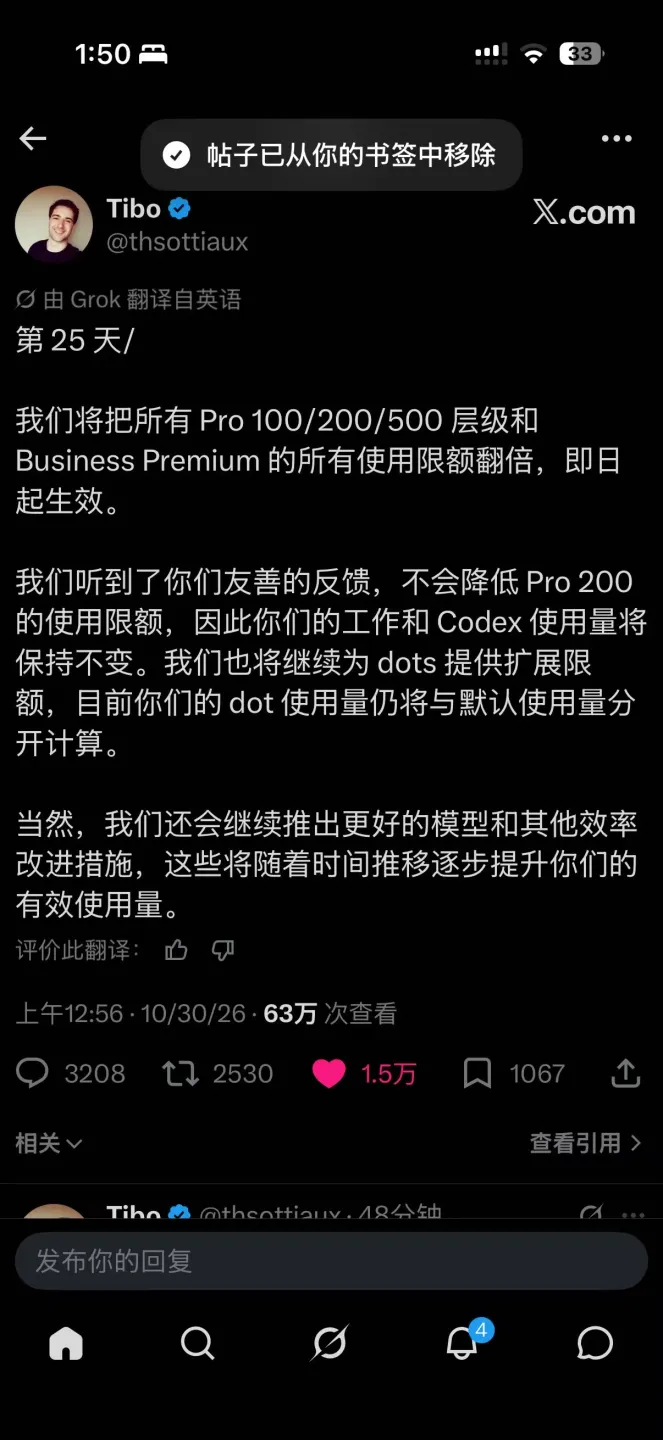 1:50
33
帖子已从你的书签中移除
Tibo
X.com
@thsottiaux
由 Grok 翻译自英语
第 25 天/
我们将把所有 Pro 100/200/500 层级和
Business Premium 的所有使用限额翻倍，即日
起生效。
我们听到了你们友善的反馈，不会降低 Pro 200
的使用限额，因此你们的工作和 Codex 使用量将
保持不变。我们也将继续为 dots 提供扩展限
额，目前你们的 dot 使用量仍将与默认使用量分
开计算。
当然，我们还会继续推出更好的模型和其他效率
改进措施，这些将随着时间推移逐步提升你们的
有效使用量。
评价此翻译：
上午12:56 · 10/30/26 · 63万 次查看
3208 2530 1.5万 1067
相关 查看引用
Tibo @thsottiaux · 48分钟
发布你的回复
4